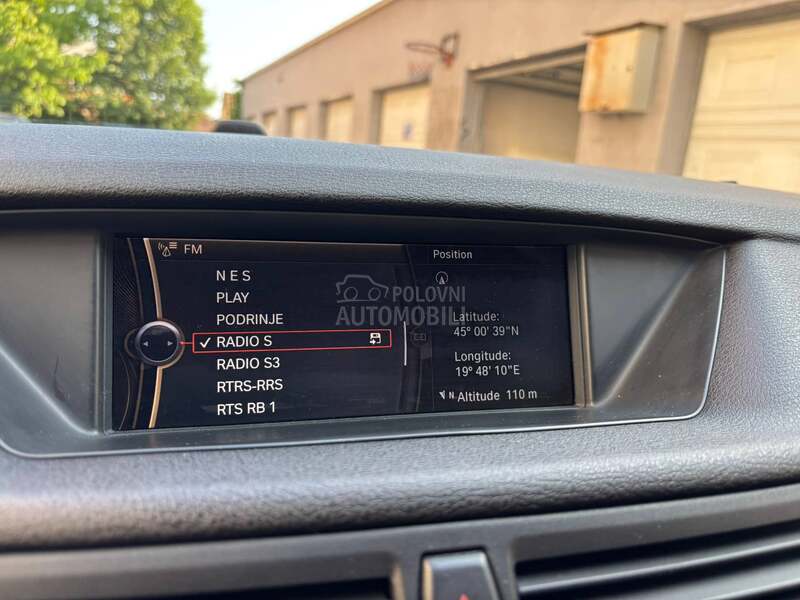 FM
N E S
PLAY
PODRINJE
RADIO S
RADIO S3
RTRS-RRS
RTS RB 1
Position
Latitude:
45° 00' 39"N
Longitude:
19° 48' 10"E
N Altitude 110 m
POLOVNI
AUTOMOBILI